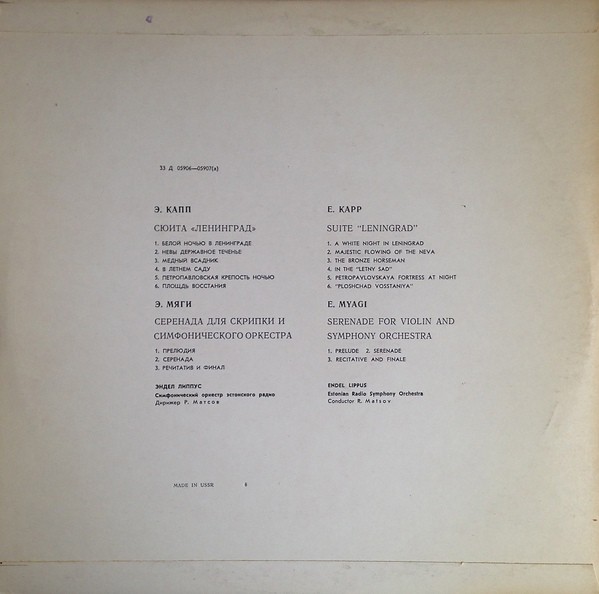 33 Д 05906—05907(а)
Э. КАПП
СЮИТА «ЛЕНИНГРАД»
1. БЕЛОЙ НОЧЬЮ В ЛЕНИНГРАДЕ
2. НЕВЫ ДЕРЖАВНОЕ ТЕЧЕНЬЕ
3. МЕДНЫЙ ВСАДНИК
4. В ЛЕТНЕМ САДУ
5. ПЕТРОПАВЛОВСКАЯ КРЕПОСТЬ НОЧЬЮ
6. ПЛОЩАДЬ ВОССТАНИЯ
Э. МЯГИ
СЕРЕНАДА ДЛЯ СКРИПКИ И
СИМФОНИЧЕСКОГО ОРКЕСТРА
1. ПРЕЛЮДИЯ
2. СЕРЕНАДА
3. РЕЧИТАТИВ И ФИНАЛ
ЭНДЕЛ ЛИППУС
Симфонический оркестр эстонского радио
Дирижер Р. Матсов
E. KAPP
SUITE "LENINGRAD"
1. A WHITE NIGHT IN LENINGRAD
2. MAJESTIC FLOWING OF THE NEVA
3. THE BRONZE HORSEMAN
4. IN THE "LETNY SAD"
5. PETROPAVLOVSKAYA FORTRESS AT NIGHT
6. "PLOSHCHAD VOSSTANIYA"
E. MYAGI
SERENADE FOR VIOLIN AND
SYMPHONY ORCHESTRA
1. PRELUDE 2. SERENADE
3. RECITATIVE AND FINALE
ENDEL LIPPUS
Estonian Radio Symphony Orchestra
Conductor R. Matsov
MADE IN USSR 8